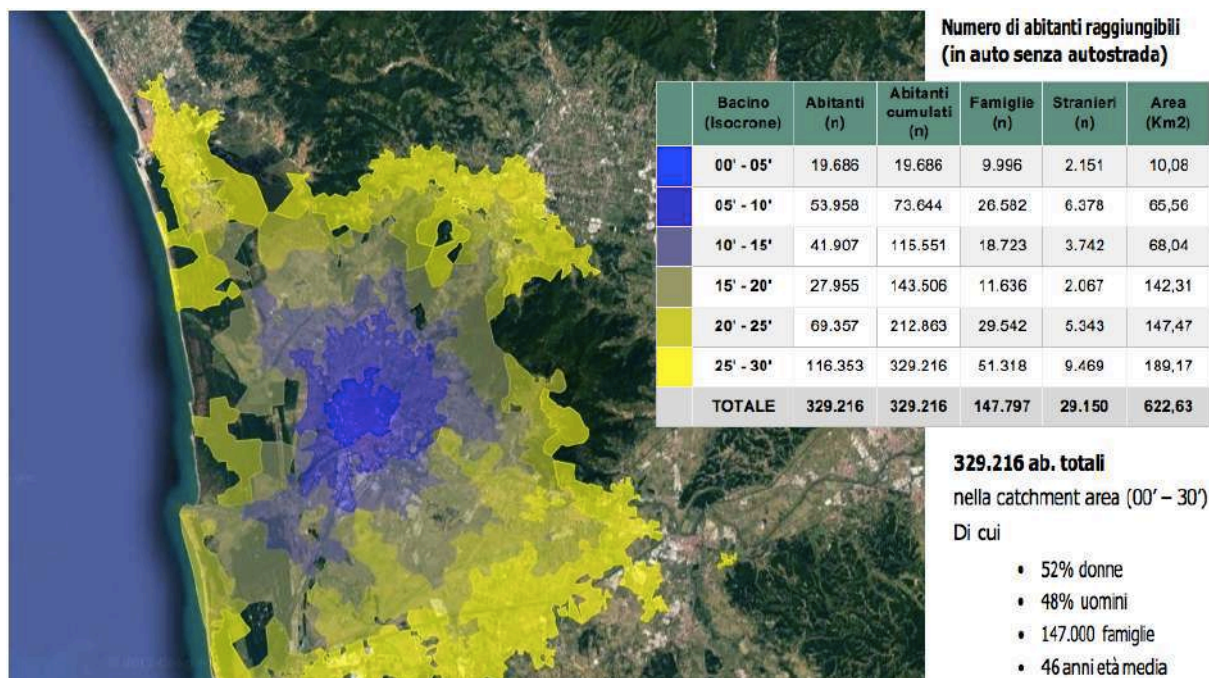 Numero di abitanti raggiungibili
(in auto senza autostrada)
Bacino (Isocrone) Abitanti (n) Abitanti cumulati (n) Famiglie (n) Stranieri (n) Area (Km2)
00' - 05' 19.686 19.686 9.996 2.151 10,08
05' - 10' 53.958 73.644 26.582 6.378 65,56
10' - 15' 41.907 115.551 18.723 3.742 68,04
15' - 20' 27.955 143.506 11.636 2.067 142,31
20' - 25' 69.357 212.863 29.542 5.343 147,47
25' - 30' 116.353 329.216 51.318 9.469 189,17
TOTALE 329.216 329.216 147.797 29.150 622,63
329.216 ab. totali
nella catchment area (00' – 30')
Di cui
• 52% donne
• 48% uomini
• 147.000 famiglie
• 46 anni età media